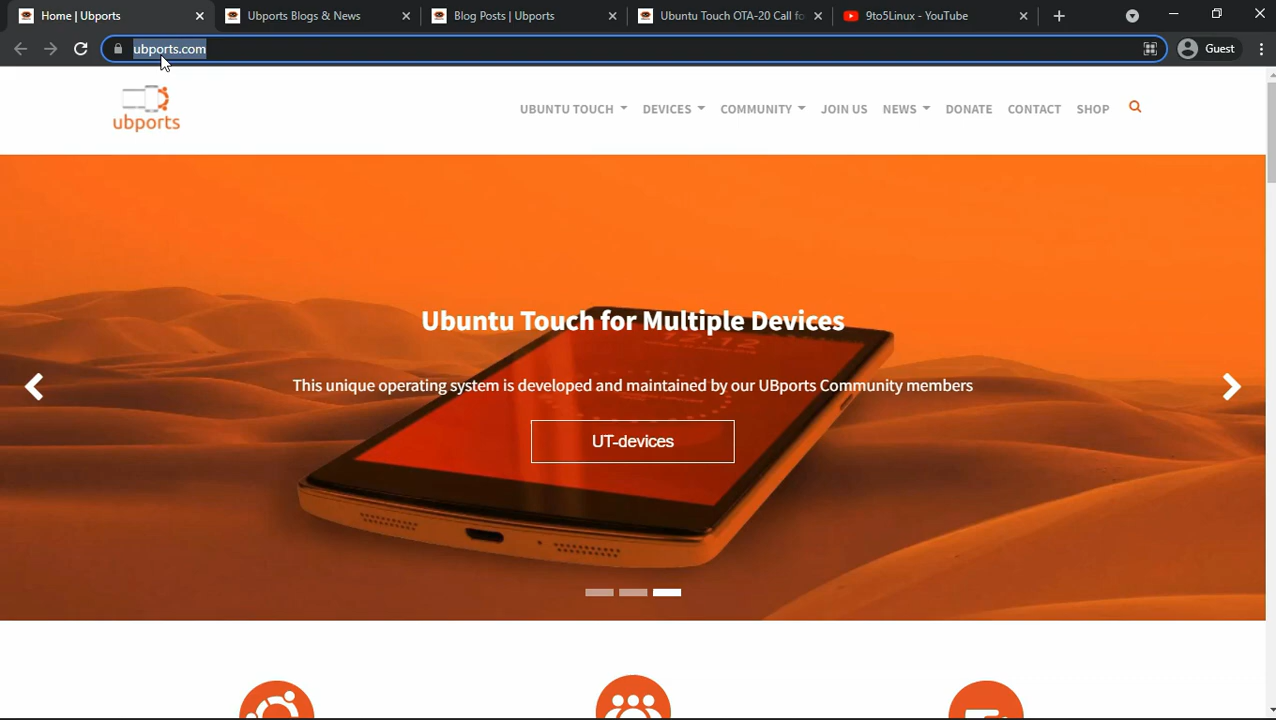 Home | Ubports
Ubports Blogs & News
Blog Posts | Ubports
Ubuntu Touch OTA-20 Call fo
9to5Linux - YouTube
ubports.com
Guest
ubports
UBUNTU TOUCH
DEVICES
COMMUNITY
JOIN US
NEWS
DONATE
CONTACT
SHOP
12:12
Ubuntu Touch for Multiple Devices
This unique operating system is developed and maintained by our UBports Community members
UT-devices